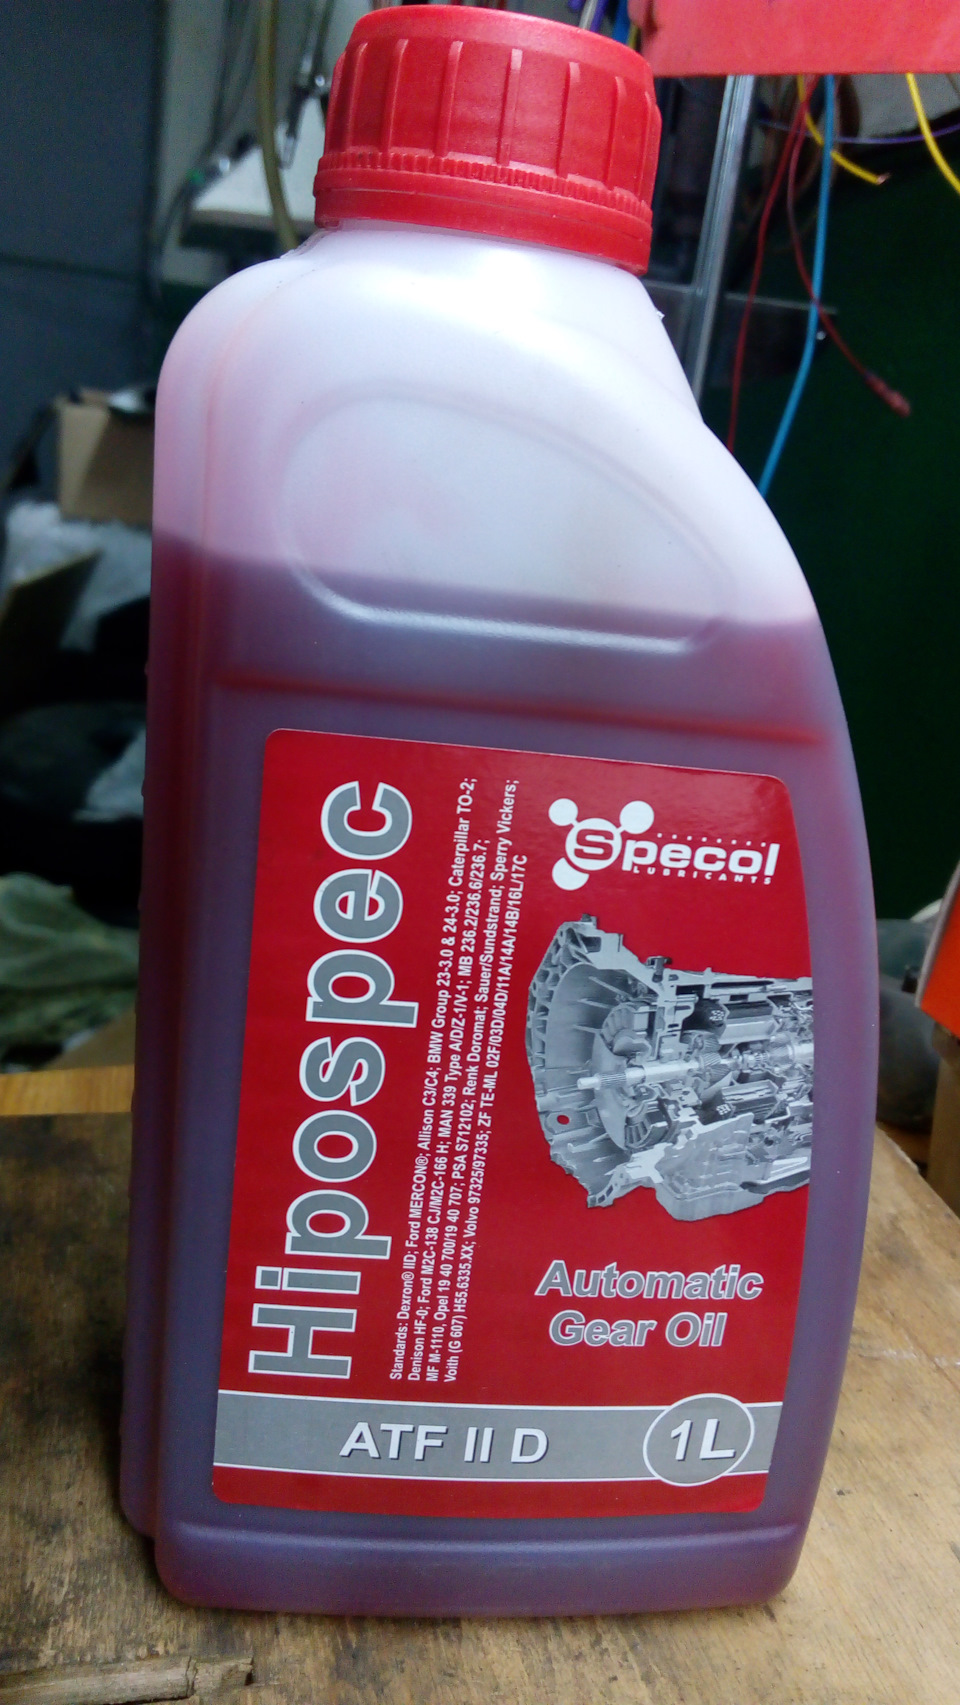 Hipospec
Standards: Dexron® IID; Ford MERCON®; Allison C3/C4; BMW Group 23-3.0 & 24-3.0; Caterpillar TO-2;
Denison HF-0; Ford M2C-138 CJ/M2C-166 H; MAN 339 Type A/D/Z-1/V-1; MB 236.2/236.6/236.7;
MF M-1110, Opel 19 40 700/19 40 707; PSA S712102; Renk Doromat; Sauer/Sundstrand; Sperry Vickers;
Voith (G 607) H55.6335.XX; Volvo 97325/97335; ZF TE-ML 02F/03D/04D/11A/14A/14B/16L/17C
Specol
LUBRICANTS
Automatic
Gear Oil
ATF II D
1L